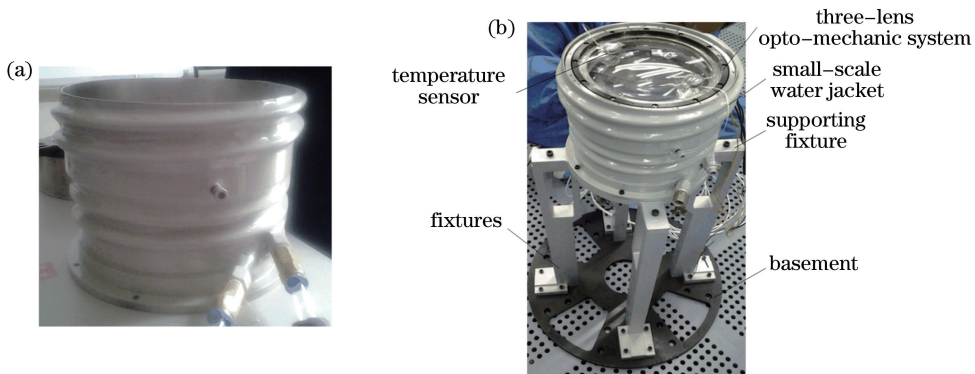 (a)
(b)
temperature
sensor
fixtures
three-lens
opto-mechanic system
small-scale
water jacket
supporting
fixture
basement